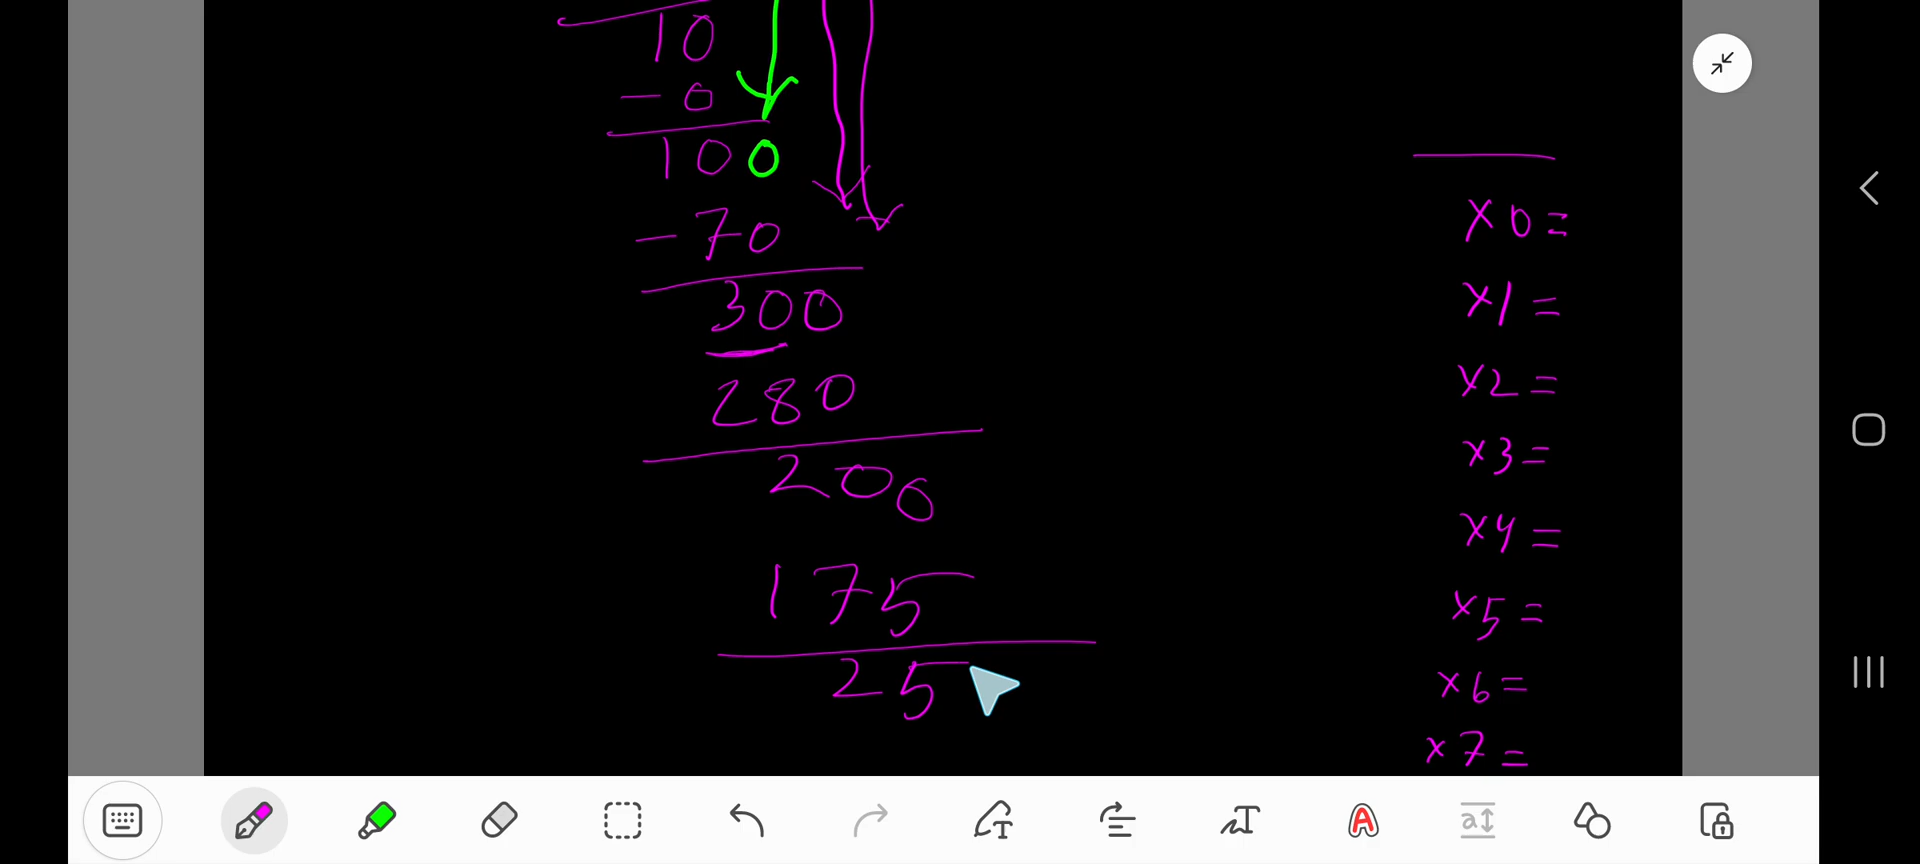 10
- 0
100
- 70
300
280
200
175
25
x0=
x1=
x2=
x3=
x4=
x5=
x6=
x7=
T
T
A
a